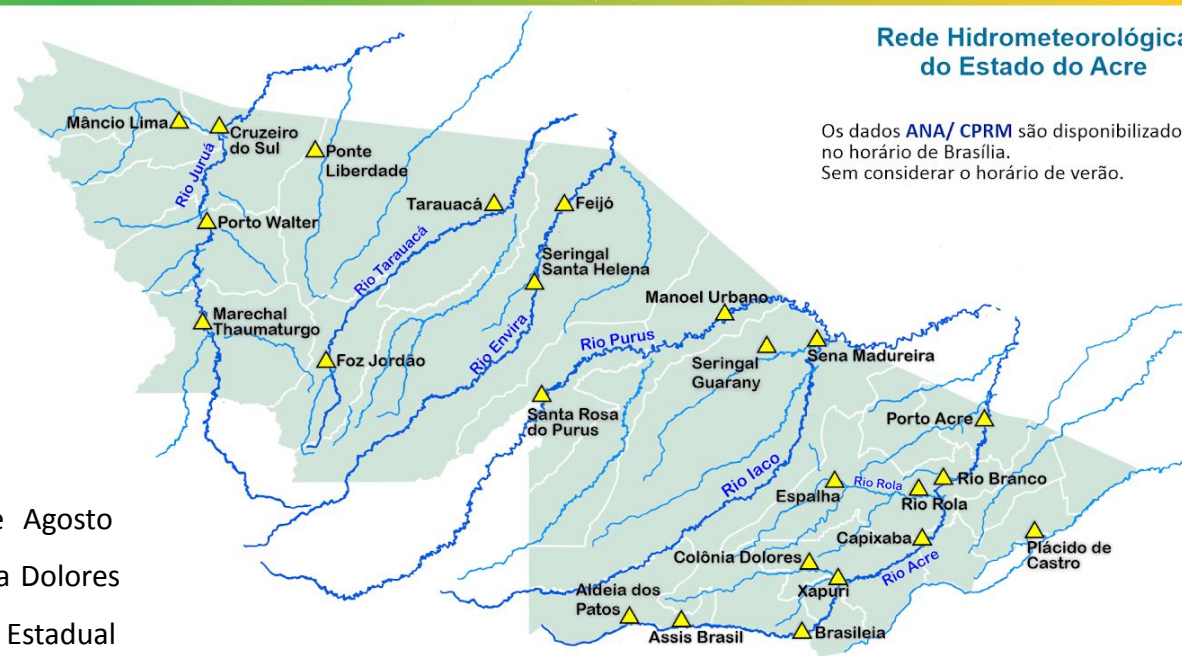 Rede Hidrometeorológica
do Estado do Acre
Os dados ANA/ CPRM são disponibilizado
no horário de Brasília.
Sem considerar o horário de verão.
Mâncio Lima
Cruzeiro
do Sul
Ponte
Liberdade
Rio Juruá
Porto Walter
Tarauacá
Feijó
Rio Tarauacá
Seringal
Santa Helena
Marechal
Thaumaturgo
Foz Jordão
Rio Envira
Manoel Urbano
Rio Purus
Seringal
Guarany
Sena Madureira
Santa Rosa
do Purus
Porto Acre
Rio Iaco
Espalha
Rio Rola
Rio Rola
Rio Branco
Capixaba
Plácido de
Castro
Colônia Dolores
Rio Acre
Xapuri
Aldeia dos
Patos
Assis Brasil
Brasileia
Agosto
a Dolores
Estadual